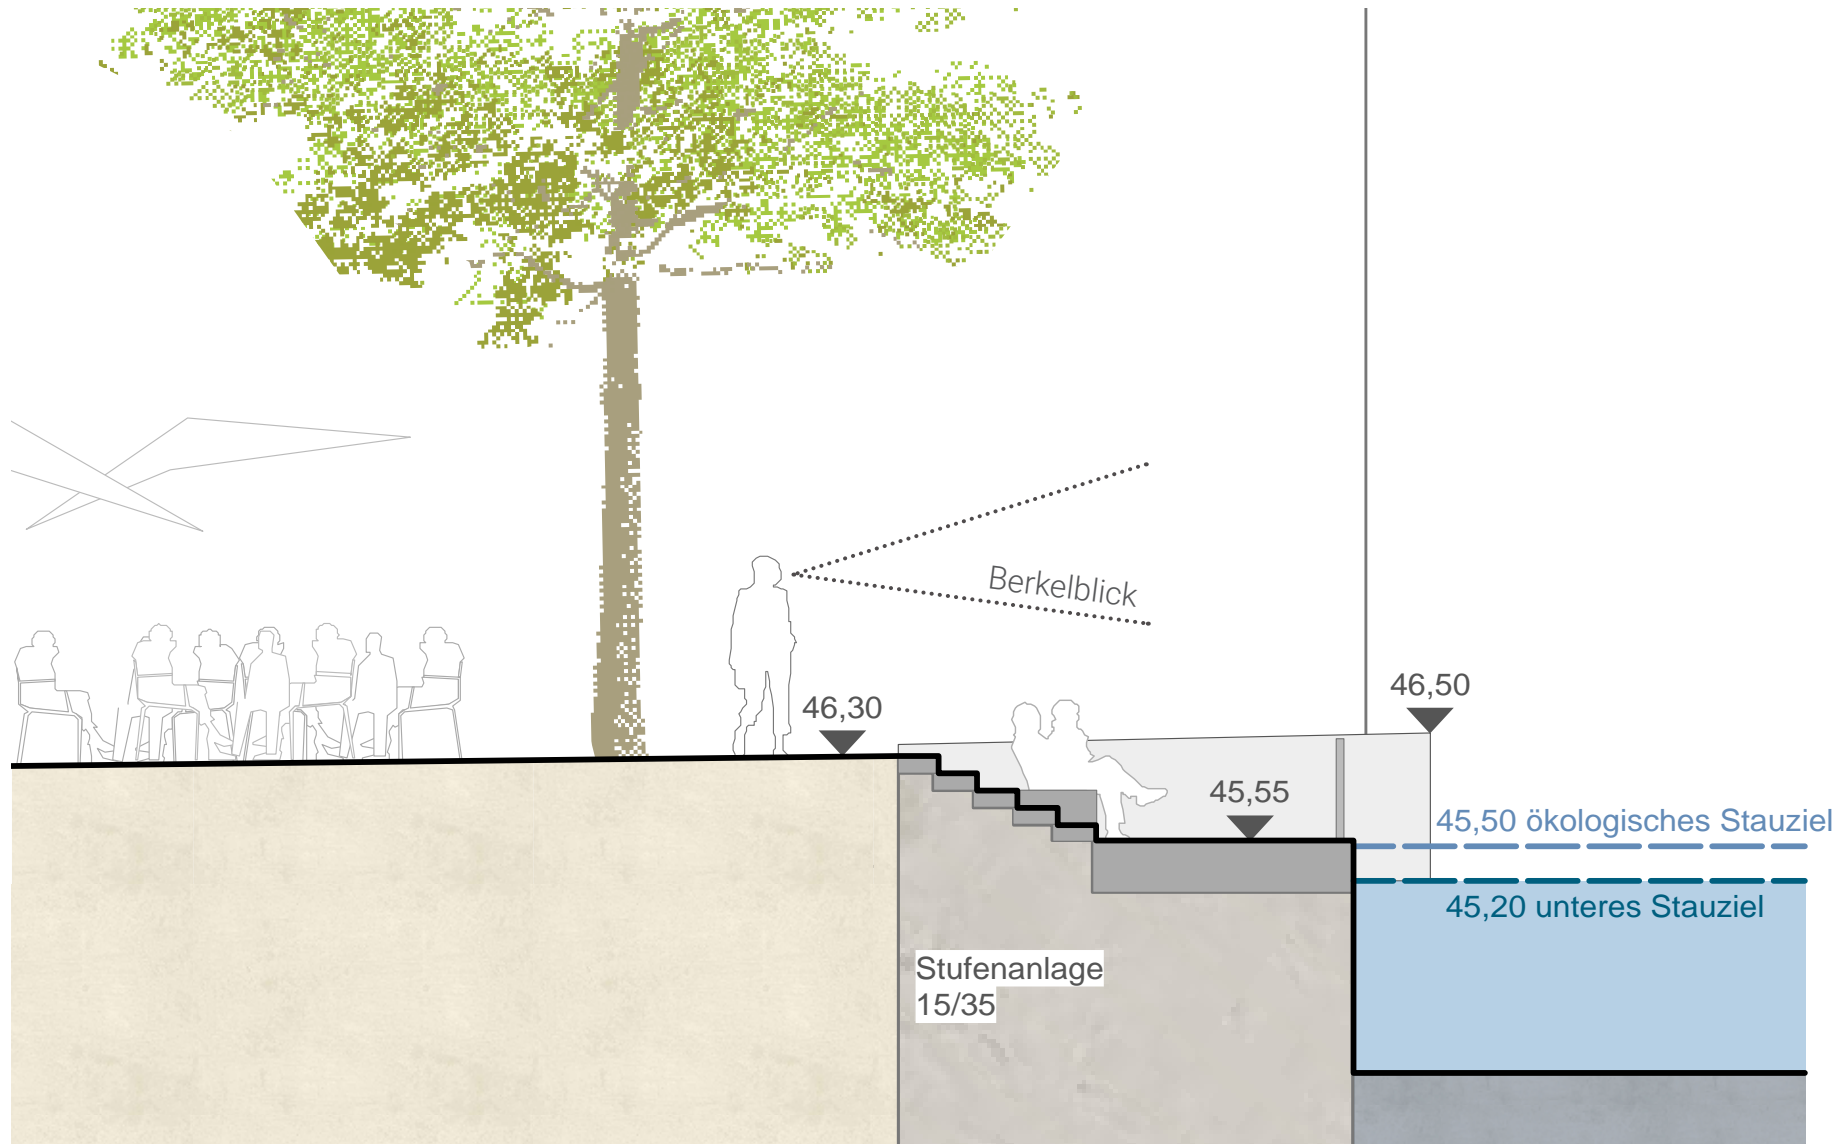 Berkelblick
46,30
46,50
45,55
45,50 ökologisches Stauziel
45,20 unteres Stauziel
Stufenanlage
15/35